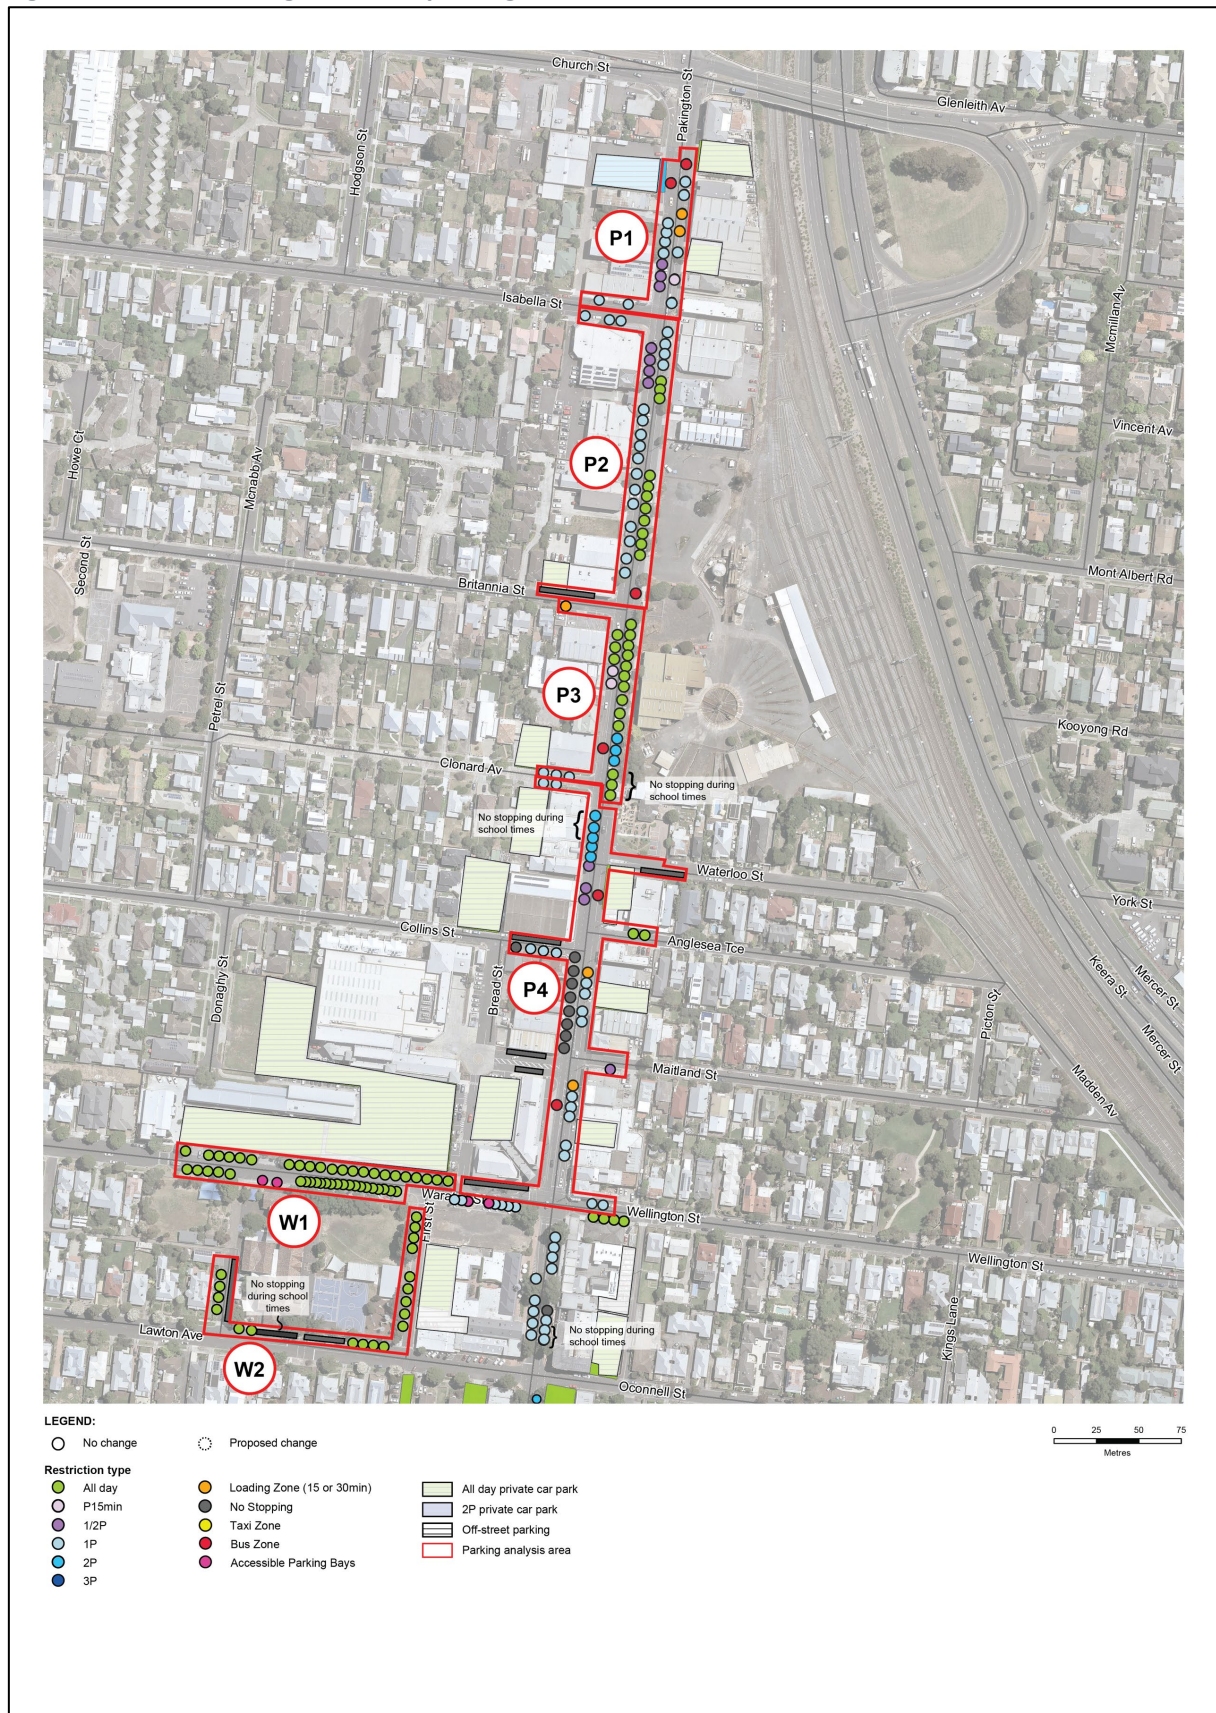 Church St
Pakington St
Glenleith Av
Hodgson St
P1
Isabella St
Mcmillan Av
Howe Ct
Mcnabb Av
Vincent Av
P2
Second St
Britannia St
Mont Albert Rd
Petrel St
P3
Kooyong Rd
Clonard Av
No stopping during
school times
No stopping during
school times
Waterloo St
York St
Collins St
Anglesea Tce
Donaghy St
Bread St
Keera St
Mercer St
P4
Picton St
Mercer St
Maitland St
Madden Av
W1
First St
Wellington St
Wellington St
No stopping
during school
times
Lawton Ave
No stopping during
school times
Kings Lane
W2
Oconnell St
LEGEND:
No change
Proposed change
0 25 50 75
Metres
Restriction type
All day
P15min
1/2P
1P
2P
3P
Loading Zone (15 or 30min)
No Stopping
Taxi Zone
Bus Zone
Accessible Parking Bays
All day private car park
2P private car park
Off-street parking
Parking analysis area